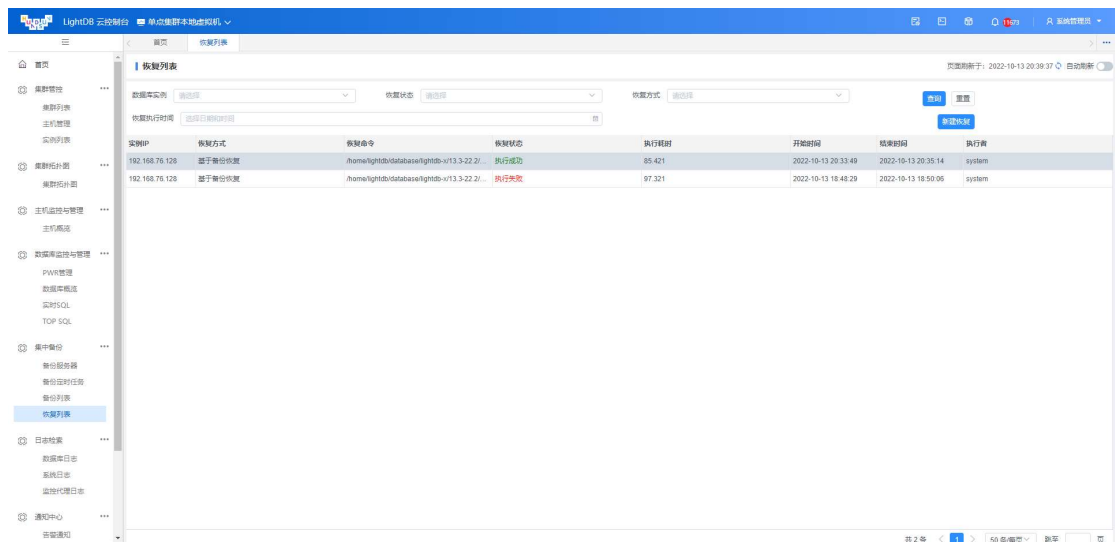 LightDB 云控制台 单点集群本地虚拟机
系统管理员
首页 恢复列表
首页
集群管控
集群列表
主机管理
实例列表
集群拓扑图
集群拓扑图
主机监控与管理
主机概览
数据库监控与管理
PWR管理
数据库概览
实时SQL
TOP SQL
集中备份
备份服务器
备份定时任务
备份列表
恢复列表
日志检索
数据库日志
系统日志
监控代理日志
通知中心
告警通知
恢复列表 页面刷新于：2022-10-13 20:39:37 自动刷新
数据库实例 请选择 恢复状态 请选择 恢复方式 请选择 查询 重置
恢复执行时间 选择日期和时间 新建恢复
实例IP 恢复方式 恢复命令 恢复状态 执行耗时 开始时间 结束时间 执行者
192.168.76.128 基于备份恢复 /home/lightdb/database/lightdb-x/13.3-22.2/... 执行成功 85.421 2022-10-13 20:33:49 2022-10-13 20:35:14 system
192.168.76.128 基于备份恢复 /home/lightdb/database/lightdb-x/13.3-22.2/... 执行失败 97.321 2022-10-13 18:48:29 2022-10-13 18:50:06 system
共 2 条 1 50 条/每页 跳至 页